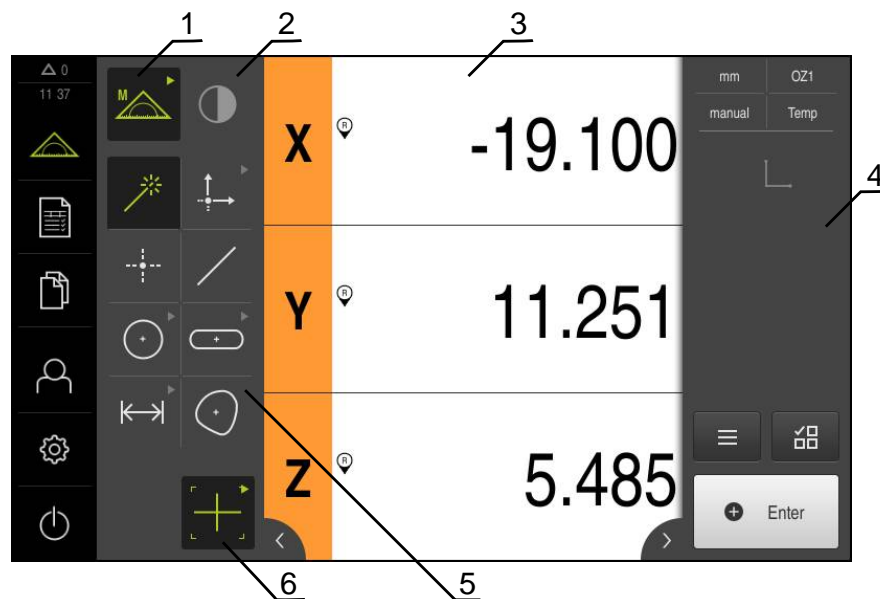 1 2 3
0
11 37
M
mm OZ1
manual Temp
X R -19.100
4
Y R 11.251
Z R 5.485
Enter
6 5